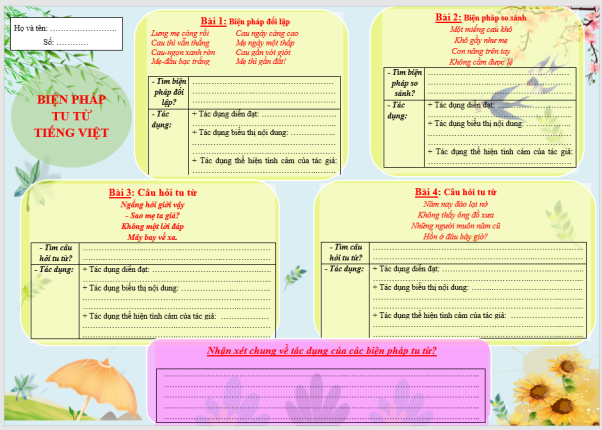 Họ và tên: ............................
Số: .............
BIỆN PHÁP
TU TỪ
TIẾNG VIỆT
Bài 1: Biện pháp đối lập
Lưng mẹ còng rồi
Cau thì vẫn thẳng
Cau-ngọn xanh rờn
Mẹ-đầu bạc trắng
Cau ngày càng cao
Mẹ ngày một thấp
Cau gần với giời
Mẹ thì gần đất!
- Tìm biện
pháp đối
lập?
- Tác
dụng:
+ Tác dụng diễn đạt:
+ Tác dụng biểu thị nội dung:
+ Tác dụng thể hiện tình cảm của tác giả:
Bài 2: Biện pháp so sánh
Một miếng cau khô
Khô gầy như mẹ
Con nâng trên tay
Không cầm được lệ
- Tìm biện
pháp so
sánh?
- Tác
dụng:
+ Tác dụng diễn đạt:
+ Tác dụng biểu thị nội dung:
+ Tác dụng thể hiện tình cảm của tác giả:
Bài 3: Câu hỏi tu từ
Ngẩng hỏi giời vậy
- Sao mẹ ta già?
Không một lời đáp
Mây bay về xa.
- Tìm câu
hỏi tu từ?
- Tác dụng:
+ Tác dụng diễn đạt:
+ Tác dụng biểu thị nội dung:
+ Tác dụng thể hiện tình cảm của tác giả:
Bài 4: Câu hỏi tu từ
Năm nay đào lại nở
Không thấy ông đồ xưa
Những người muôn năm cũ
Hồn ở đâu bây giờ?
- Tìm câu
hỏi tu từ?
- Tác dụng:
+ Tác dụng diễn đạt:
+ Tác dụng biểu thị nội dung:
+ Tác dụng thể hiện tình cảm của tác giả:
Nhận xét chung về tác dụng của các biện pháp tu từ?